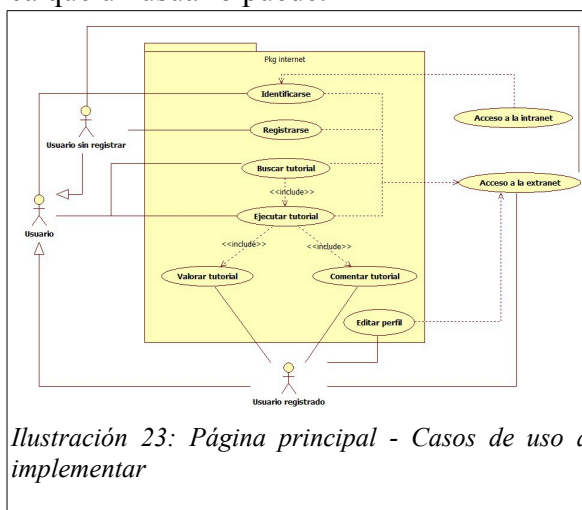 Pkg internet
Identificarse
Acceso a la intranet
Registrarse
Usuario sin registrar
Buscar tutorial
Acceso a la extranet
<<include>>
Ejecutar tutorial
Usuario
<<include>>
<<include>>
Valorar tutorial
Comentar tutorial
Editar perfil
Usuario registrado
Ilustración 23: Página principal - Casos de uso a
implementar